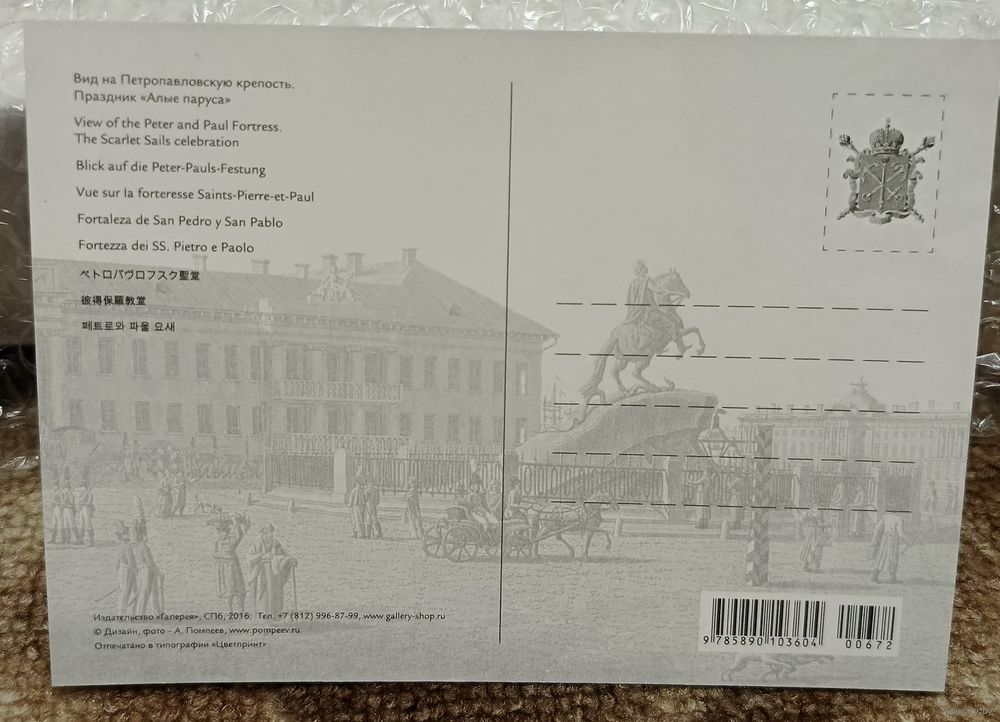 Вид на Петропавловскую крепость.
Праздник «Алые паруса»
View of the Peter and Paul Fortress.
The Scarlet Sails celebration
Blick auf die Peter-Pauls-Festung
Vue sur la forteresse Saints-Pierre-et-Paul
Fortaleza de San Pedro y San Pablo
Fortezza dei SS. Pietro e Paolo
ペトロパヴロフスク聖堂
彼得保羅教堂
페트로와 파울 요새
Издательство «Галерея», СПб, 2016. Тел. +7 (812) 996-87-99, www.gallery-shop.ru
© Дизайн, фото – А. Помпеев, www.pompeev.ru
Отпечатано в типографии «Цветпринт»
9 785890 103604 00672